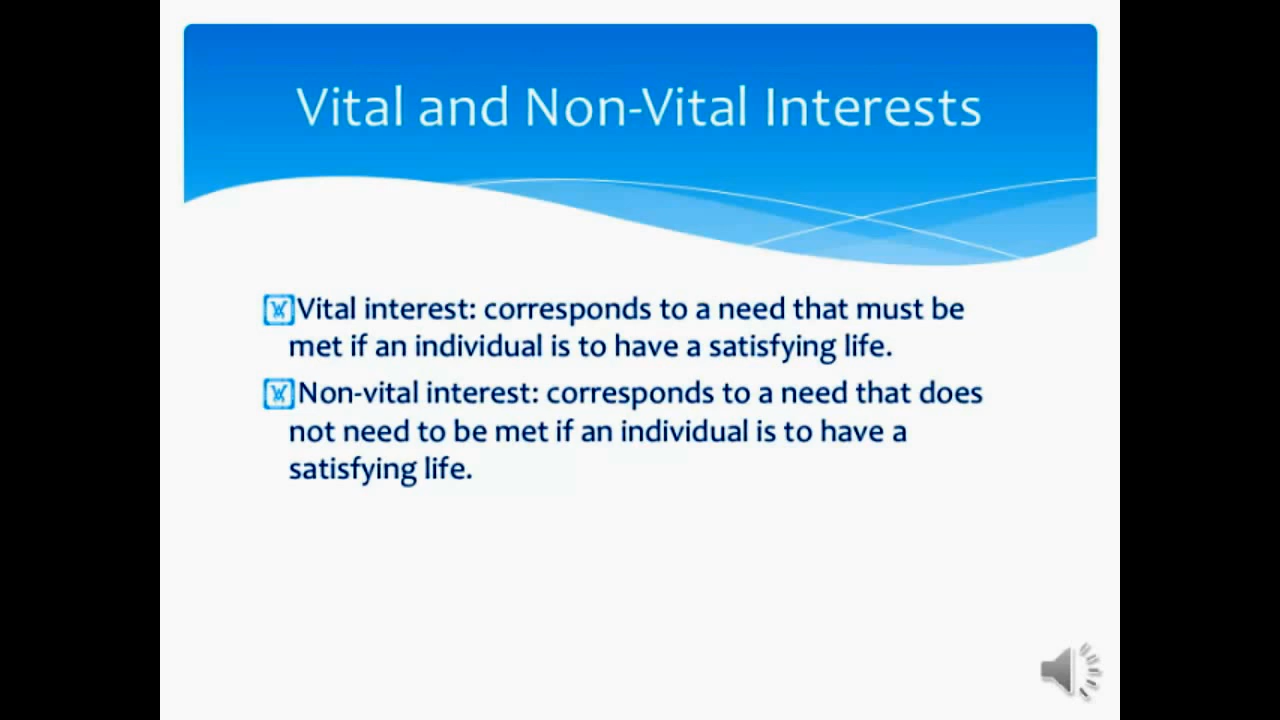 Vital and Non-Vital Interests
Vital interest: corresponds to a need that must be
met if an individual is to have a satisfying life.
Non-vital interest: corresponds to a need that does
not need to be met if an individual is to have a
satisfying life.